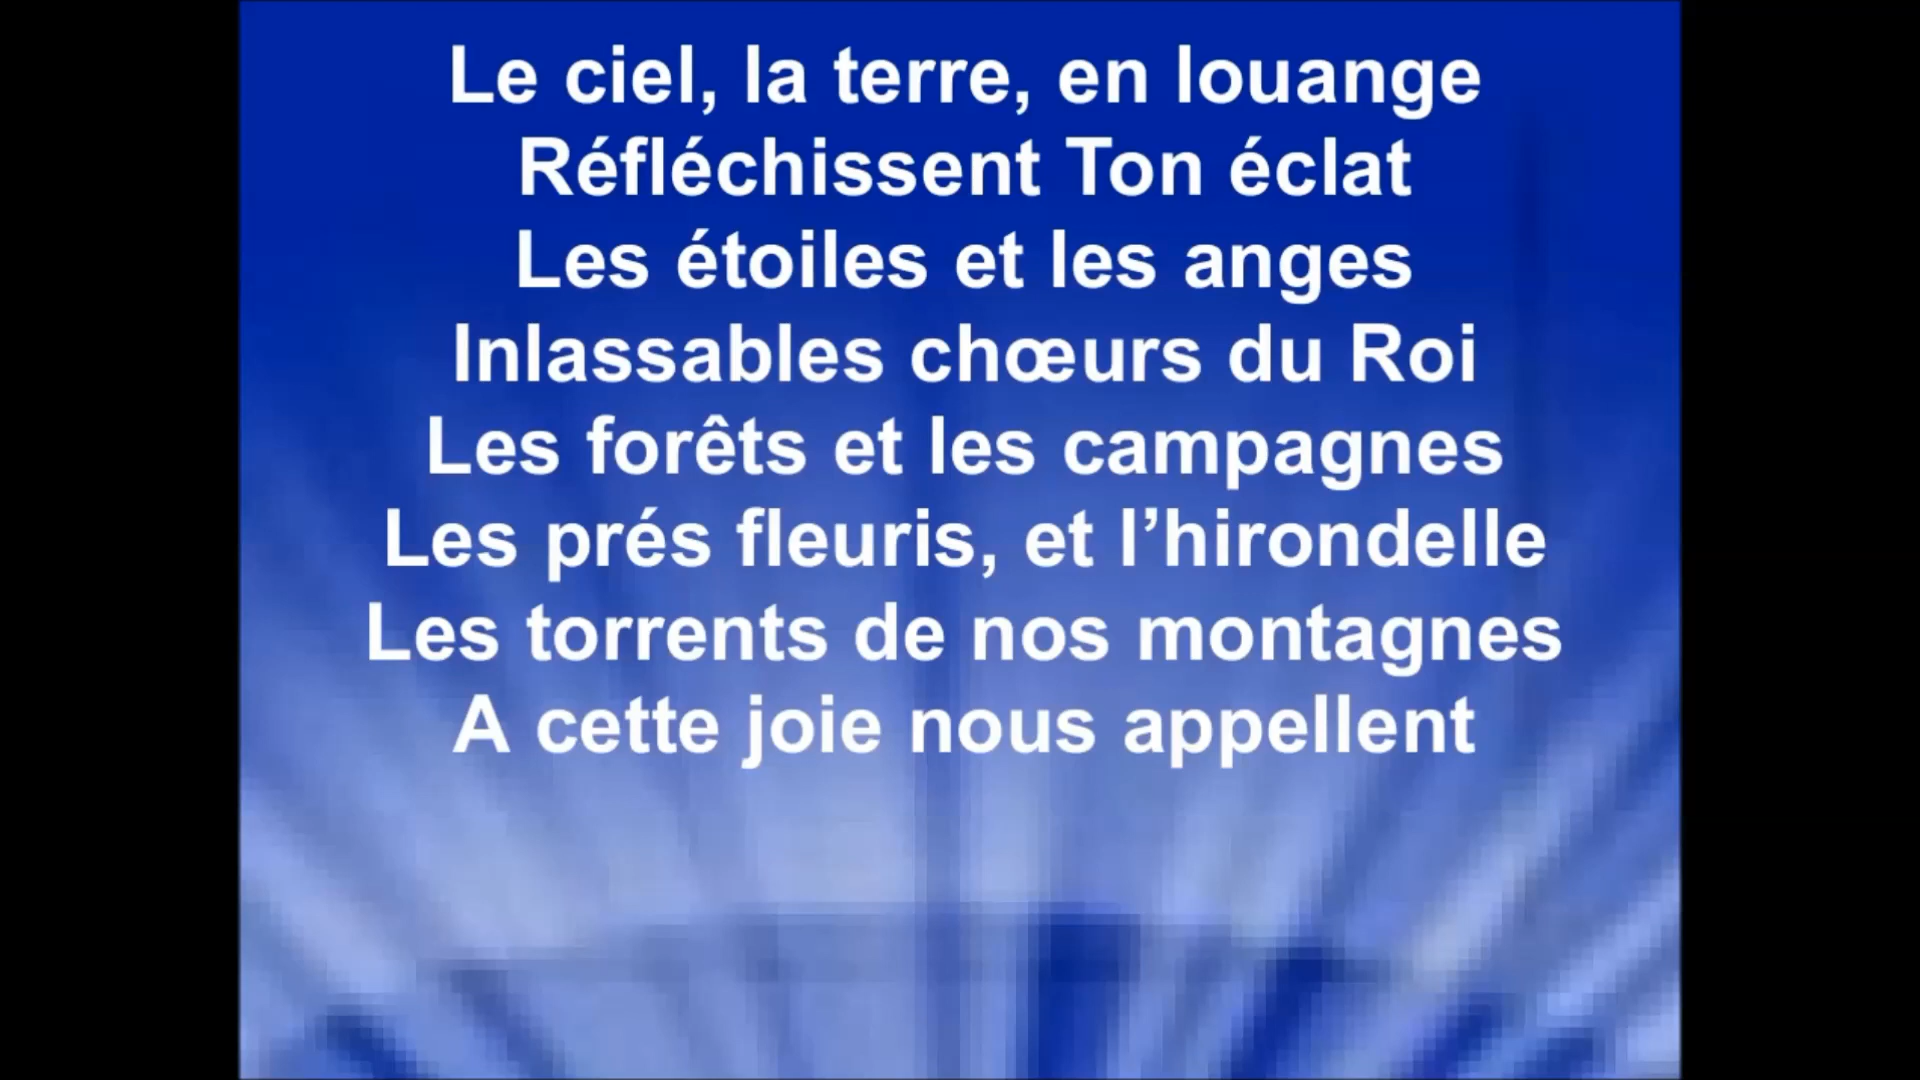 Le ciel, la terre, en louange
Réfléchissent Ton éclat
Les étoiles et les anges
Inlassables chœurs du Roi
Les forêts et les campagnes
Les prés fleuris, et l’hirondelle
Les torrents de nos montagnes
A cette joie nous appellent